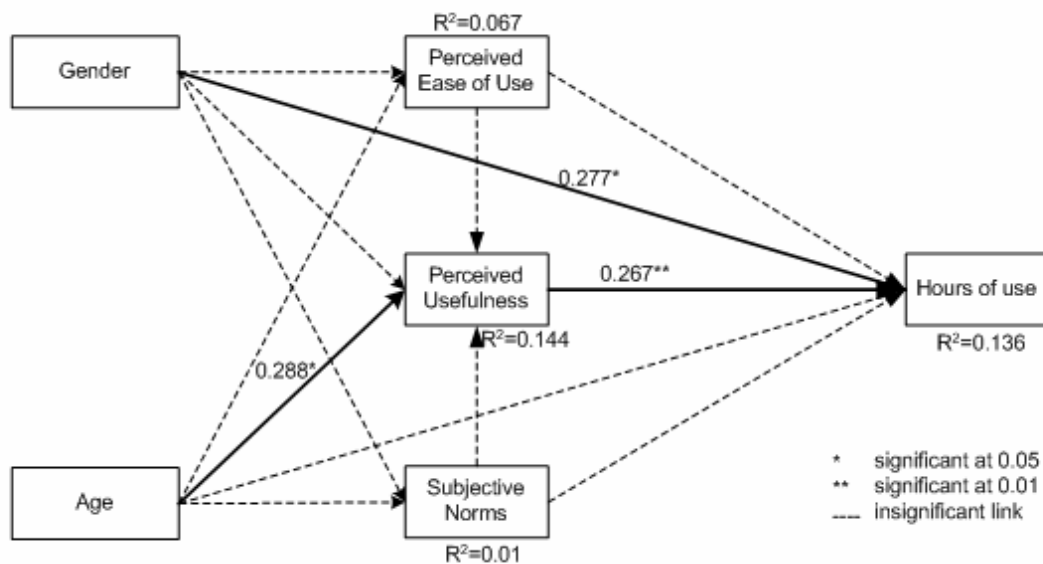 R²=0.067
Gender
Perceived
Ease of Use
0.277*
Perceived
Usefulness
0.267**
Hours of use
R²=0.144
R²=0.136
0.288*
Age
Subjective
Norms
R²=0.01
* significant at 0.05
** significant at 0.01
---- insignificant link